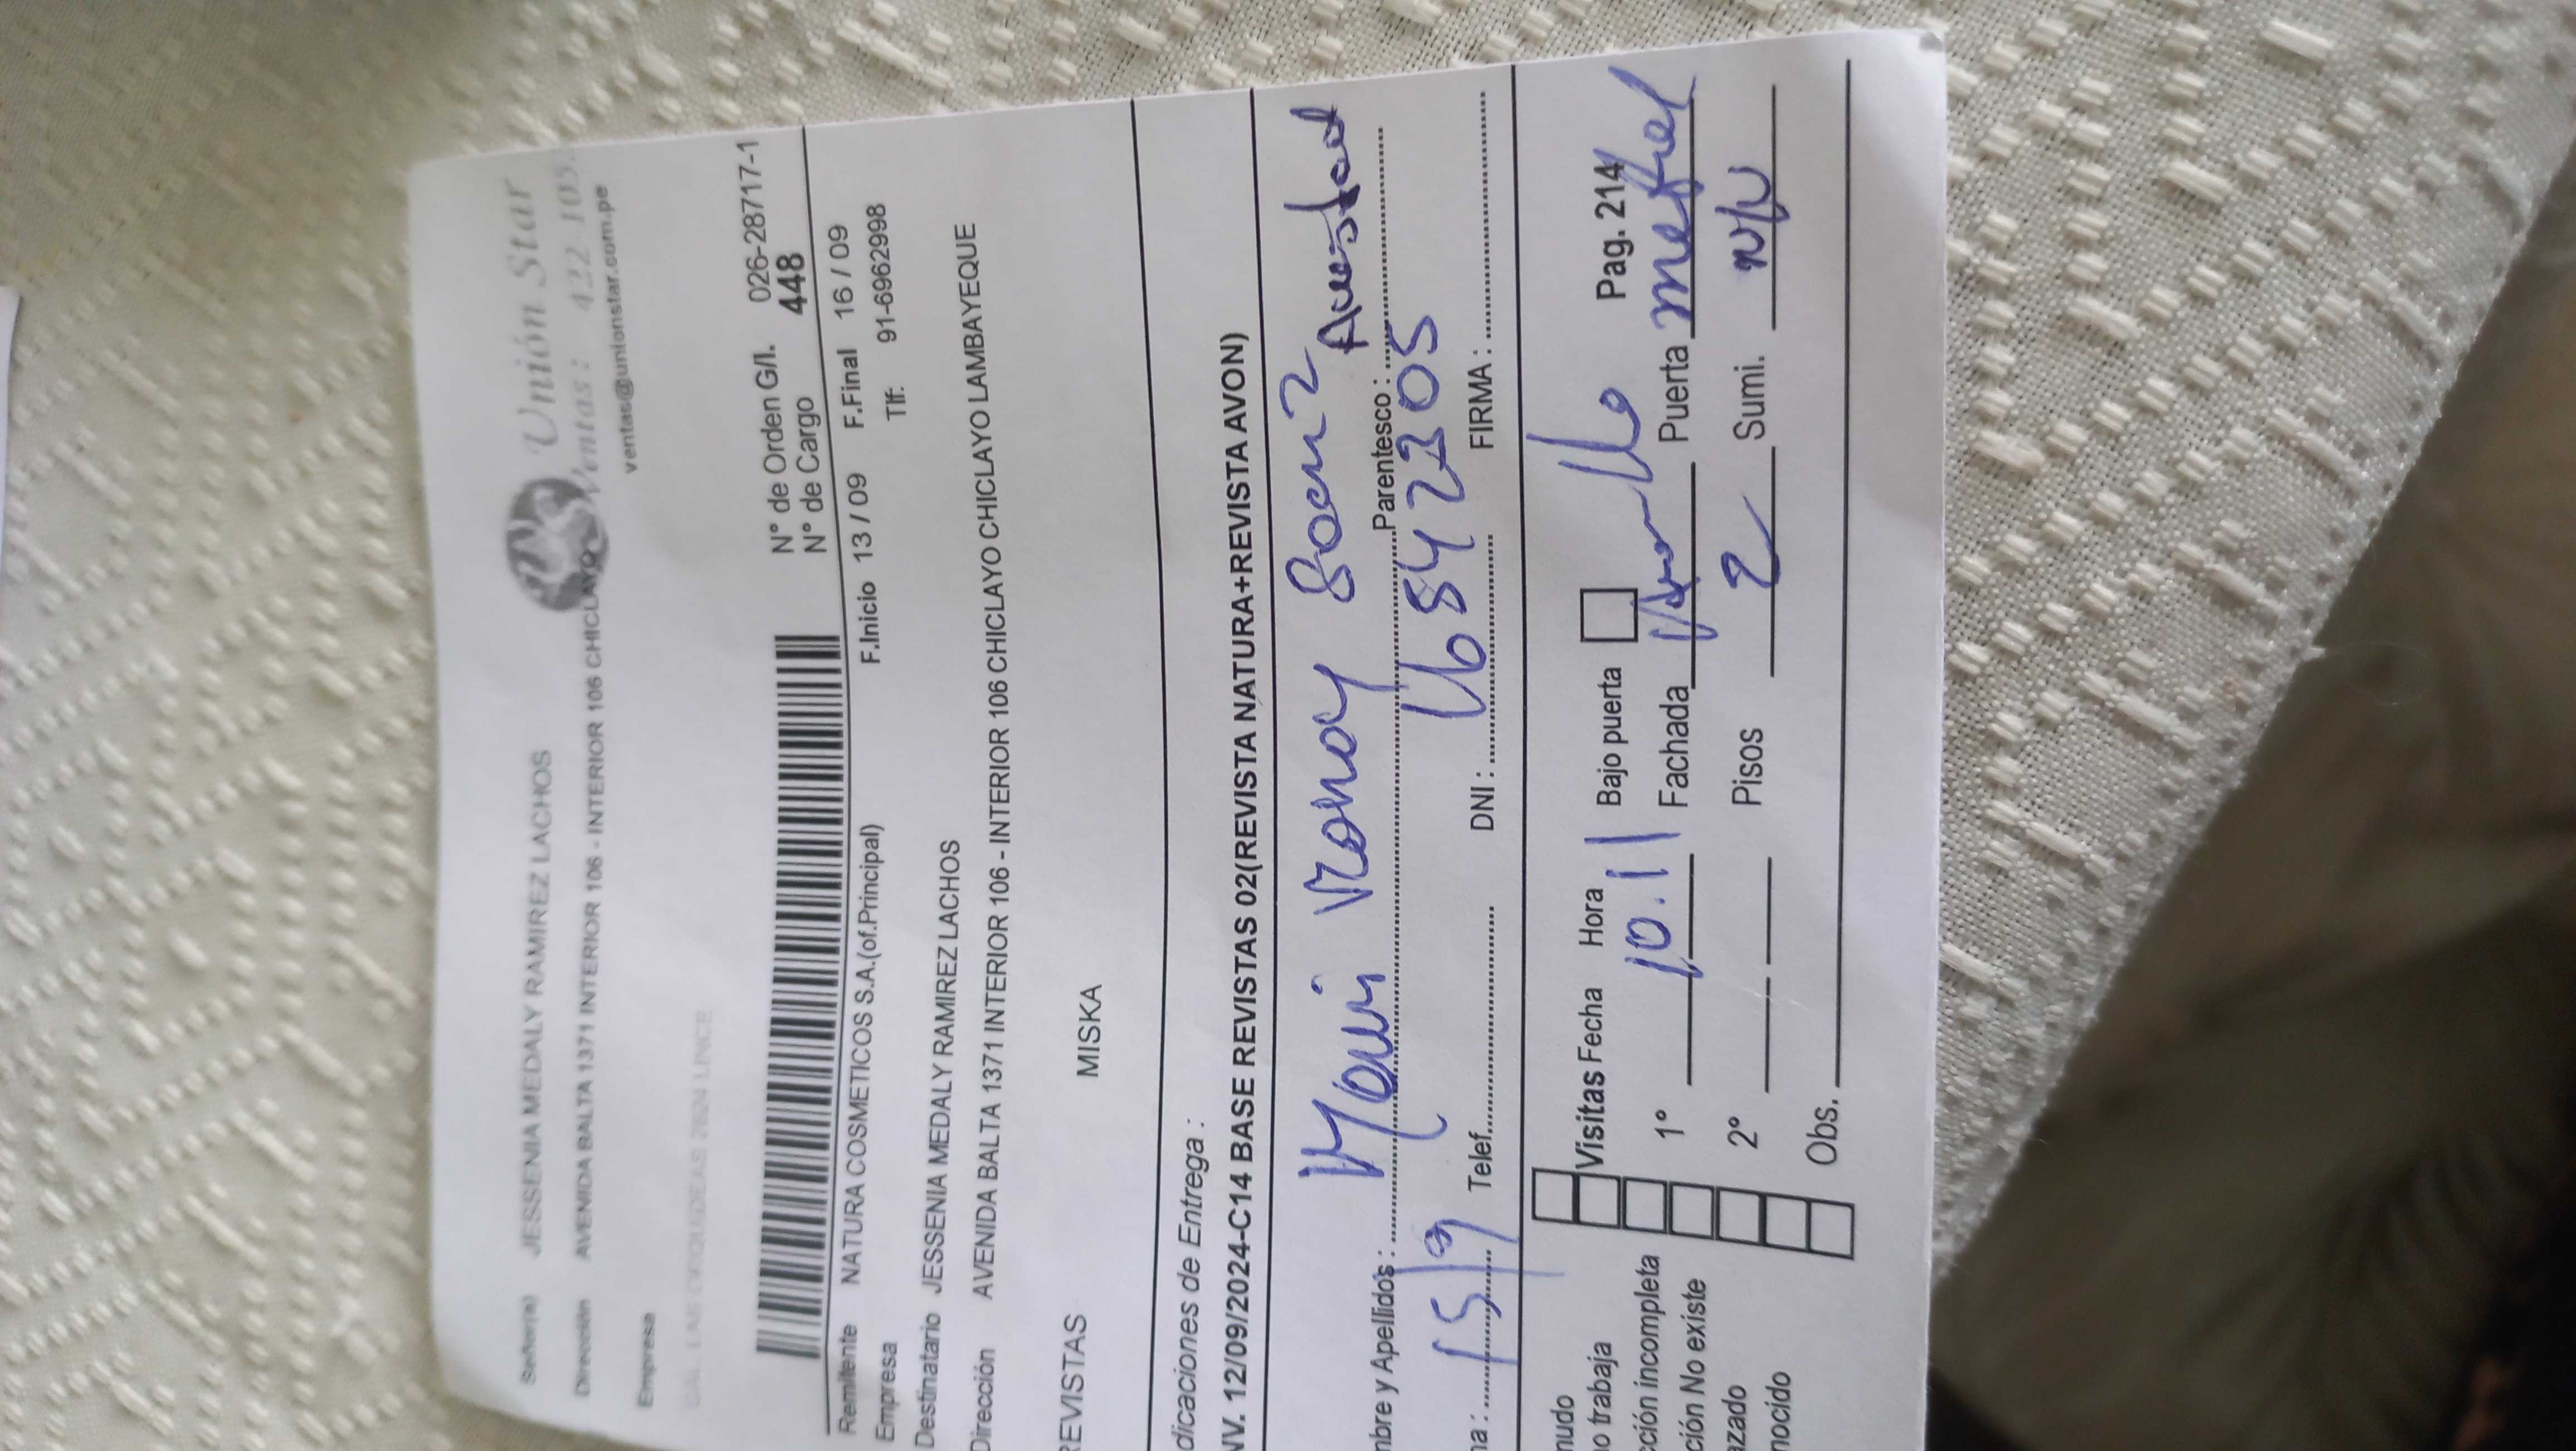 Unión Star
Ventas: 422 105
ventas@unionstar.com.pe
Señor(a) JESSENIA MEDALY RAMIREZ LACHOS
Dirección AVENIDA BALTA 1371 INTERIOR 106 - INTERIOR 106 CHICLAYO
Empresa
N° de Orden G/I. 026-28717-1
N° de Cargo 448
Remitente NATURA COSMETICOS S.A.(of.Principal) F.Inicio 13 / 09 F.Final 16 / 09
Empresa Tlf: 91-6962998
Destinatario JESSENIA MEDALY RAMIREZ LACHOS
Dirección AVENIDA BALTA 1371 INTERIOR 106 - INTERIOR 106 CHICLAYO CHICLAYO LAMBAYEQUE
REVISTAS MISKA
dicaciones de Entrega :
NV. 12/09/2024-C14 BASE REVISTAS 02(REVISTA NATURA+REVISTA AVON)
mbre y Apellidos : Parentesco :
na : 15/9 Telef. DNI : 16842205 FIRMA :
Bajo puerta Pag. 214
nudo Visitas Fecha Hora
o trabaja 1° 10.11 Fachada Puerta
cción incompleta
ción No existe 2° Pisos 2 Sumi. N/V
azado
nocido Obs.